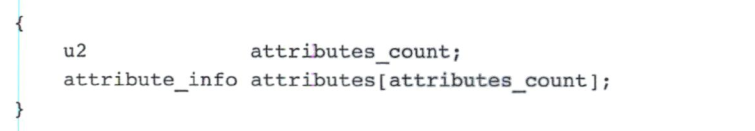 {
    u2             attributes_count;
    attribute_info attributes[attributes_count];
}